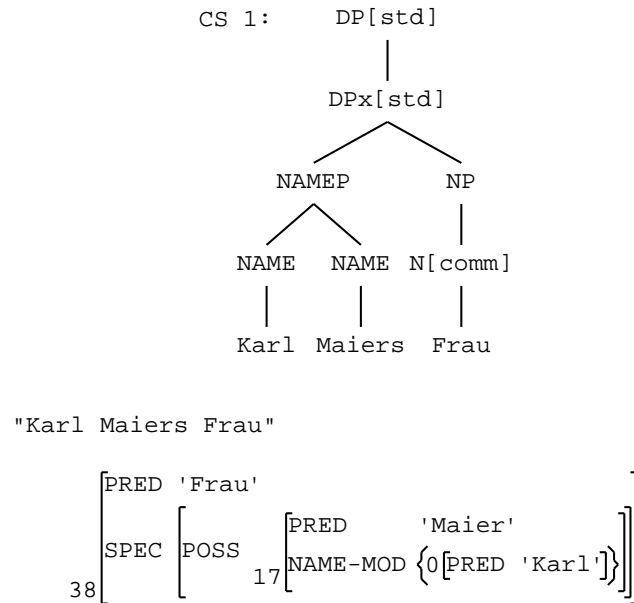 CS 1: DP[std]
DPx[std]
NAMEP NP
NAME NAME N[comm]
Karl Maiers Frau
"Karl Maiers Frau"
PRED 'Frau'
PRED 'Maier'
SPEC POSS
NAME-MOD {0[PRED 'Karl']}
17
38